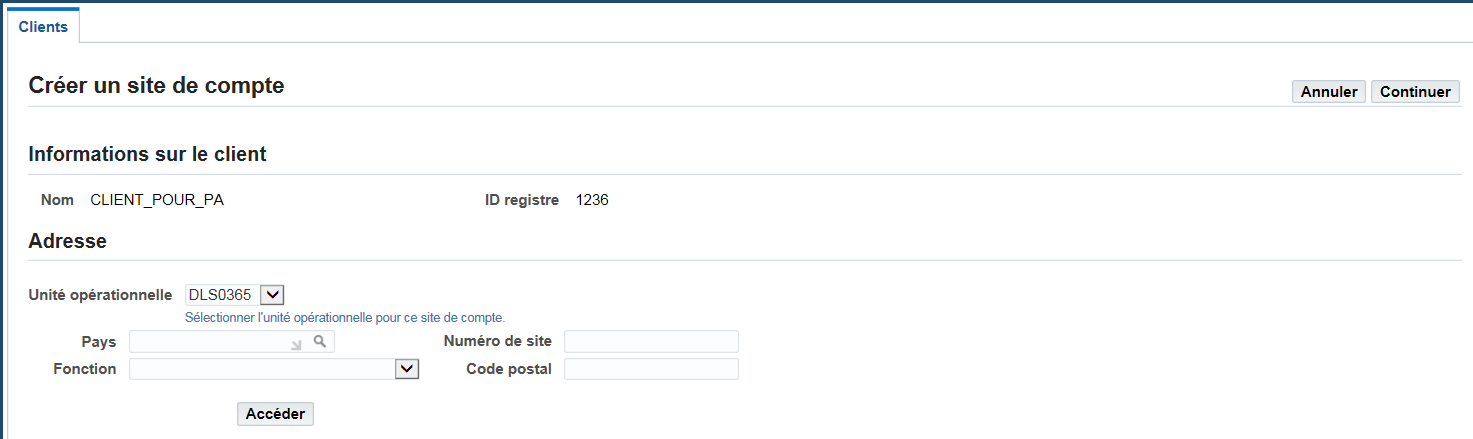 Clients
Créer un site de compte
Annuler Continuer
Informations sur le client
Nom CLIENT_POUR_PA ID registre 1236
Adresse
Unité opérationnelle DLS0365
Sélectionner l'unité opérationnelle pour ce site de compte.
Pays Numéro de site
Fonction Code postal
Accéder